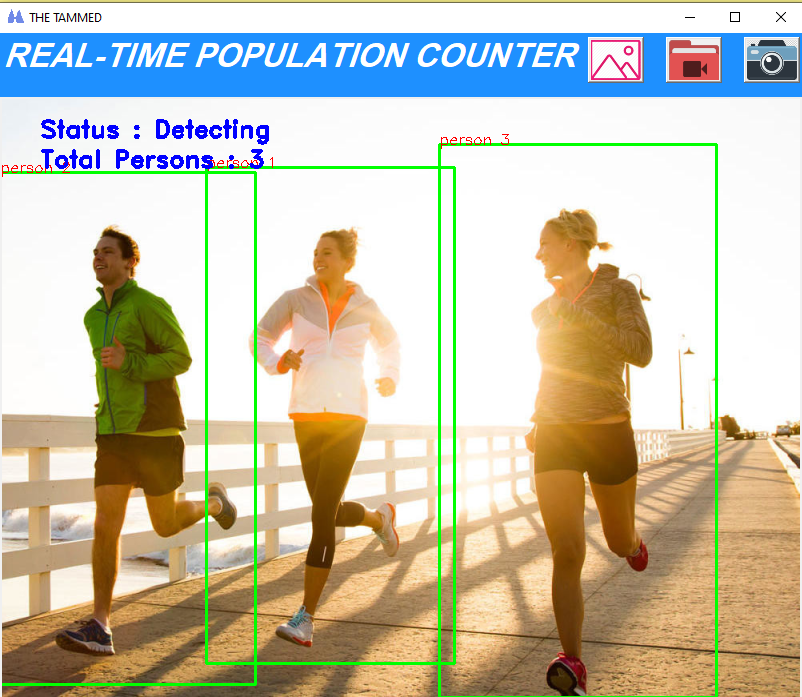 THE TAMMED
REAL-TIME POPULATION COUNTER
Status : Detecting
Total Persons : 3
person 2
person 1
person 3